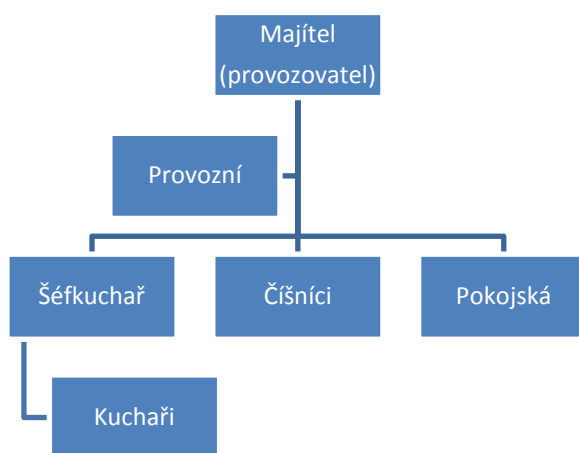 Majítel
(provozovatel)
Provozní
Šéfkuchař
Číšníci
Pokojská
Kuchaři